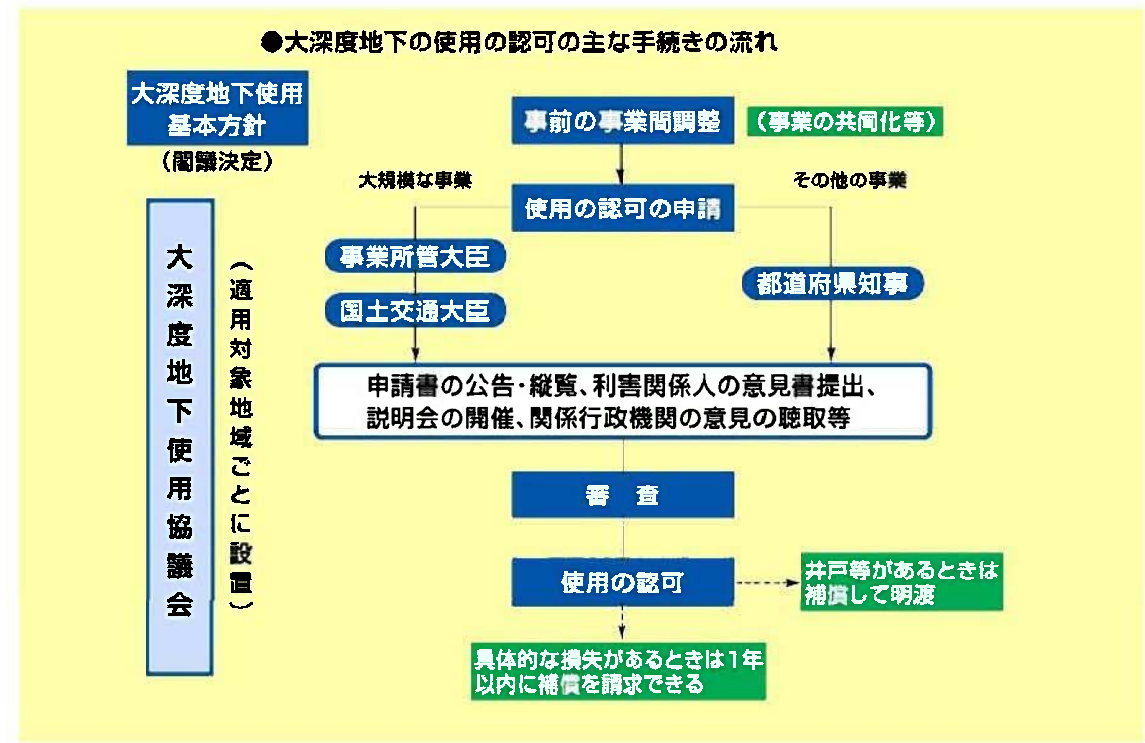 ●大深度地下の使用の認可の主な手続きの流れ
大深度地下使用
基本方針
（閣議決定）
事前の事業間調整
（事業の共同化等）
大規模な事業
その他の事業
使用の認可の申請
事業所管大臣
国土交通大臣
都道府県知事
大深度地下使用協議会
（適用対象地域ごとに設置）
申請書の公告・縦覧、利害関係人の意見書提出、
説明会の開催、関係行政機関の意見の聴取等
審　査
使用の認可
井戸等があるときは
補償して明渡
具体的な損失があるときは1年
以内に補償を請求できる